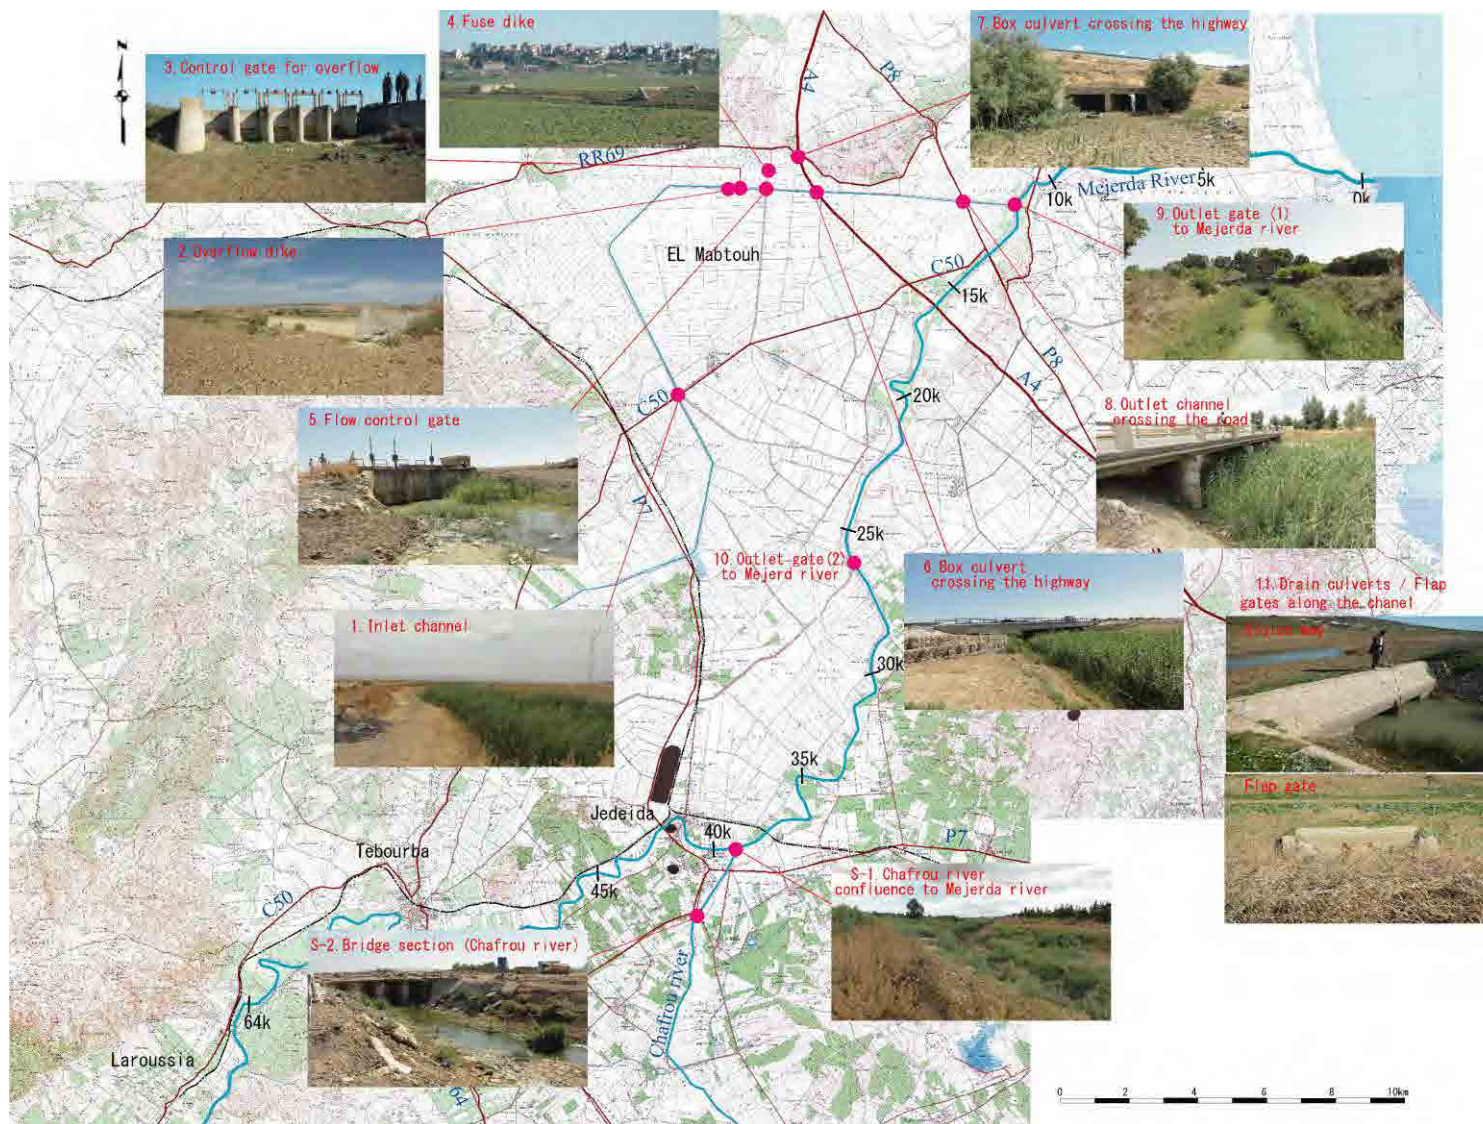 N
3. Control gate for overflow
4. Fuse dike
7. Box culvert crossing the highway
A4
P8
RR69
Mejerda River
10k
5k
0k
2. Overflow dike
EL Mabtouh
C50
15k
9. Outlet gate (1)
to Mejerda river
P8
A4
20k
C50
5. Flow control gate
8. Outlet channel
crossing the road
P7
25k
10. Outlet gate(2)
to Mejerd river
6. Box culvert
crossing the highway
11. Drain culverts / Flap
gates along the chanel
1. Inlet channel
30k
35k
Flap gate
Jedeida
40k
P7
Tebourba
45k
C50
S-1. Chafrou river
confluence to Mejerda river
S-2. Bridge section (Chafrou river)
Chafrou river
64k
Laroussia
64
0 2 4 6 8 10km